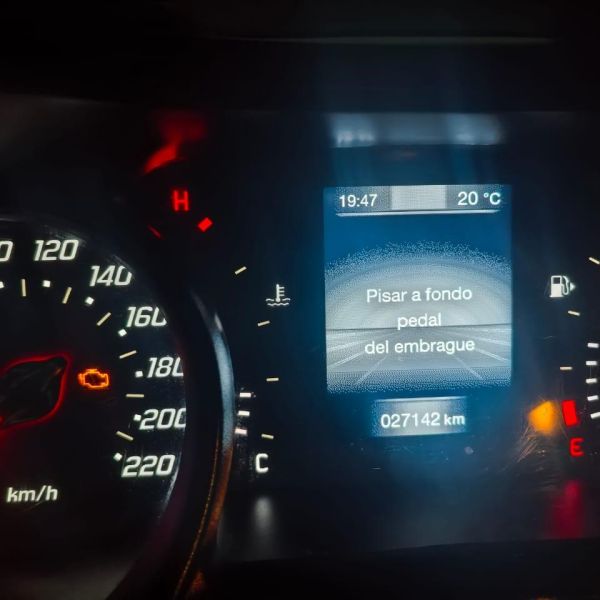 19:47 20 °C
H
120
140
160
180
200
220
km/h
Pisar a fondo
pedal
del embrague
027142 km
C
E